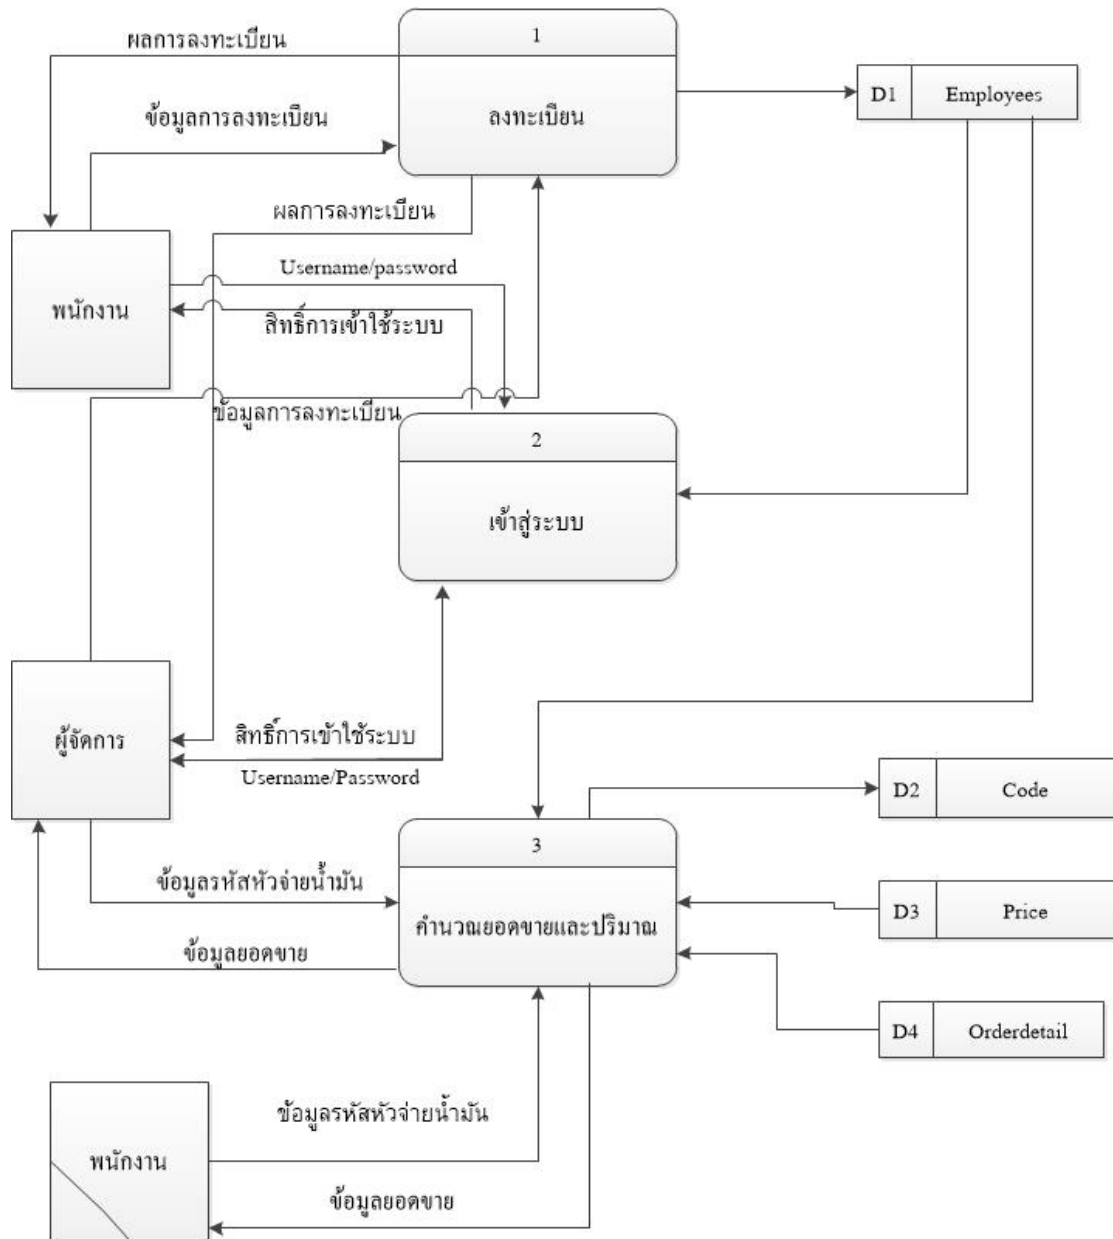 1
ผลการลงทะเบียน
D1 Employees
ข้อมูลการลงทะเบียน
ลงทะเบียน
ผลการลงทะเบียน
Username/password
พนักงาน
สิทธิ์การเข้าใช้ระบบ
ข้อมูลการลงทะเบียน
2
เข้าสู่ระบบ
ผู้จัดการ
สิทธิ์การเข้าใช้ระบบ
Username/Password
D2 Code
3
ข้อมูลรหัสหัวจ่ายน้ำมัน
D3 Price
คำนวณยอดขายและปริมาณ
ข้อมูลยอดขาย
D4 Orderdetail
ข้อมูลรหัสหัวจ่ายน้ำมัน
พนักงาน
ข้อมูลยอดขาย